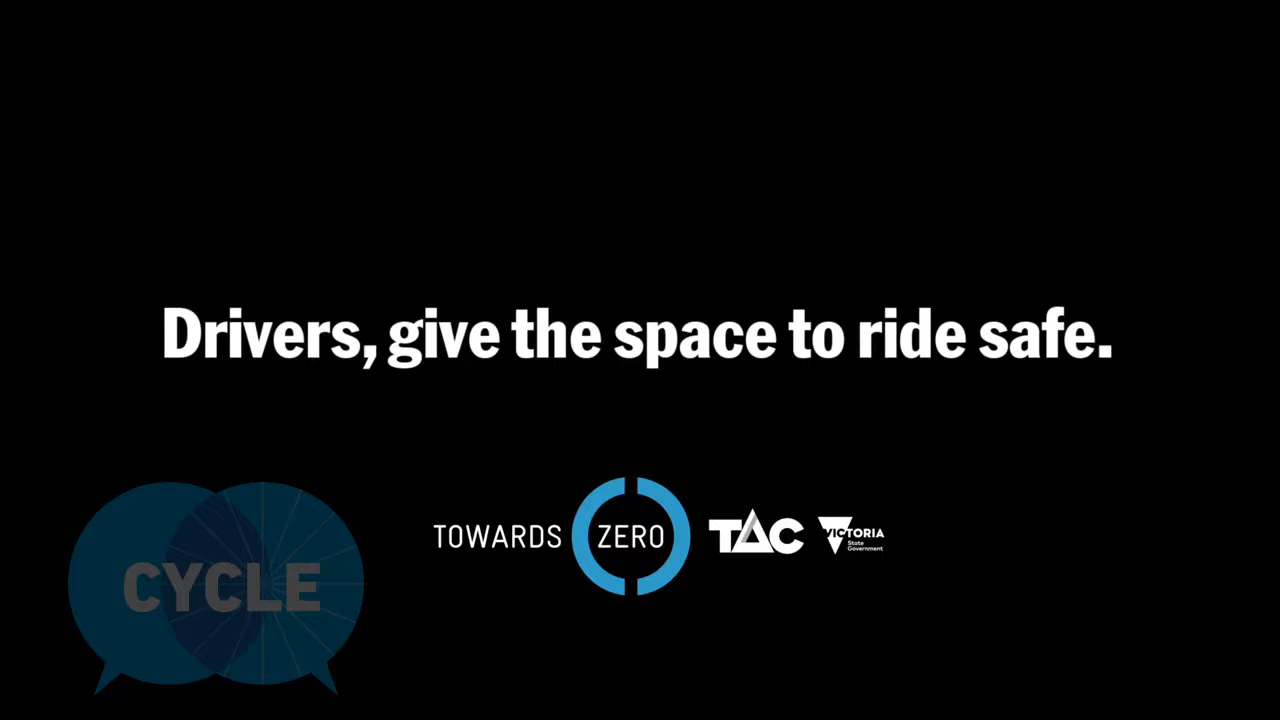 Drivers, give the space to ride safe.
TOWARDS ZERO TAC VICTORIA
State
Government
CYCLE